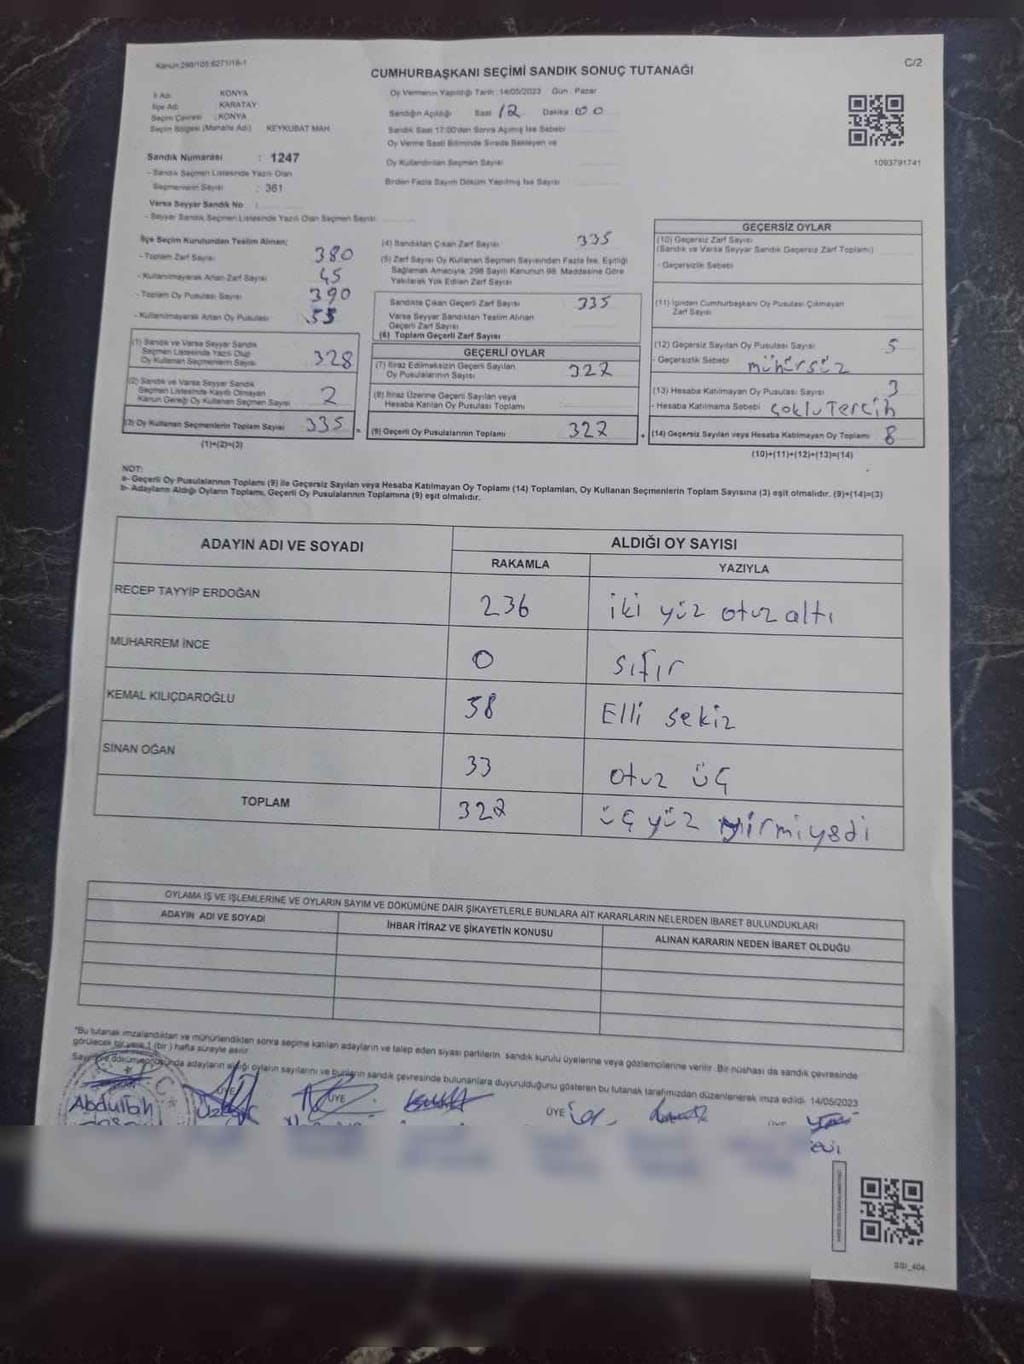 Kanun:298/105:6271/18-1
CUMHURBAŞKANI SEÇİMİ SANDIK SONUÇ TUTANAĞI
C/2
İl Adı : KONYA
İlçe Adı : KARATAY
Seçim Çevresi : KONYA
Seçim Bölgesi (Mahalle Adı) : KEYKUBAT MAH
Sandık Numarası : 1247
- Sandık Seçmen Listesinde Yazılı Olan
Seçmenlerin Sayısı : 361
Varsa Seyyar Sandık No :
- Seyyar Sandık Seçmen Listesinde Yazılı Olan Seçmen Sayısı
Oy Vermenin Yapıldığı Tarih : 14/05/2023 Gün : Pazar
Sandığın Açıldığı Saat 12 Dakika
Sandık Saat 17:00'den Sonra Açılmış İse Sebebi
Oy Verme Saati Bitiminde Sırada Bekleyen ve
Oy Kullandırılan Seçmen Sayısı
Birden Fazla Sayım Döküm Yapılmış İse Sayısı
1093791741
İlçe Seçim Kurulundan Teslim Alınan;
- Toplam Zarf Sayısı 380
- Kullanılmayarak Artan Zarf Sayısı 45
- Toplam Oy Pusulası Sayısı 390
- Kullanılmayarak Artan Oy Pusulası 55
(1) Sandık ve Varsa Seyyar Sandık
Seçmen Listesinde Yazılı Olup
Oy Kullanan Seçmen Sayısı 328
(2) Sandık ve Varsa Seyyar Sandık
Seçmen Listesinde Kayıtlı Olmayan
Kanun Gereği Oy Kullanan Seçmen Sayısı 2
(3) Oy Kullanan Seçmenlerin Toplam Sayısı 335
(1)+(2)=(3)
(4) Sandıktan Çıkan Zarf Sayısı 335
(5) Zarf Sayısı Oy Kullanan Seçmen Sayısından Fazla İse, Eşitliği
Sağlamak Amacıyla, 298 Sayılı Kanunun 98. Maddesine Göre
Yakılarak Yok Edilen Zarf Sayısı
Sandıkta Çıkan Geçerli Zarf Sayısı 335
Varsa Seyyar Sandıktan Teslim Alınan
Geçerli Zarf Sayısı
(6) Toplam Geçerli Zarf Sayısı
GEÇERLİ OYLAR
(7) İtiraz Edilmeksizin Geçerli Sayılan
Oy Pusulalarının Sayısı 327
(8) İtiraz Üzerine Geçerli Sayılan veya
Hesaba Katılan Oy Pusulası Toplamı
= (9) Geçerli Oy Pusulalarının Toplamı 327
GEÇERSİZ OYLAR
(10) Geçersiz Zarf Sayısı
(Sandık ve Varsa Seyyar Sandık Geçersiz Zarf Toplamı)
- Geçersizlik Sebebi
(11) İçinden Cumhurbaşkanı Oy Pusulası Çıkmayan
Zarf Sayısı
(12) Geçersiz Sayılan Oy Pusulası Sayısı 5
- Geçersizlik Sebebi mühürsüz
(13) Hesaba Katılmayan Oy Pusulası Sayısı 3
- Hesaba Katılmama Sebebi çoklu Tercih
+ (14) Geçersiz Sayılan veya Hesaba Katılmayan Oy Toplamı 8
(10)+(11)+(12)+(13)=(14)
NOT:
a- Geçerli Oy Pusulalarının Toplamı (9) ile Geçersiz Sayılan veya Hesaba Katılmayan Oy Toplamı (14) Toplamları, Oy Kullanan Seçmenlerin Toplam Sayısına (3) eşit olmalıdır. (9)+(14)=(3)
b- Adayların Aldığı Oyların Toplamı, Geçerli Oy Pusulalarının Toplamına (9) eşit olmalıdır.
ADAYIN ADI VE SOYADI
ALDIĞI OY SAYISI
RAKAMLA YAZIYLA
RECEP TAYYİP ERDOĞAN 236 iki yüz otuz altı
MUHARREM İNCE 0 sıfır
KEMAL KILIÇDAROĞLU 58 Elli sekiz
SİNAN OĞAN 33 otuz üç
TOPLAM 327 üç yüz yirmiyedi
OYLAMA İŞ VE İŞLEMLERİNE VE OYLARIN SAYIM VE DÖKÜMÜNE DAİR ŞİKAYETLERLE BUNLARA AİT KARARLARIN NELERDEN İBARET BULUNDUKLARI
ADAYIN ADI VE SOYADI İHBAR İTİRAZ VE ŞİKAYETİN KONUSU ALINAN KARARIN NEDEN İBARET OLDUĞU
*Bu tutanak imzalandıktan ve mühürlendikten sonra seçime katılan adayların ve talep eden siyasi partilerin sandık kurulu üyelerine veya gözlemcilerine verilir. Bir nüshası da sandık çevresinde
görülecek bir yere 1 (bir) hafta süreyle asılır.
Sayım ve dökümü sonunda adayların aldığı oyların sayılarını ve bunların sandık çevresinde bulunanlara duyurulduğunu gösteren bu tutanak tarafımızdan düzenlenerek imza edildi. 14/05/2023
Abdullah
ÜYE
ÜYE
ÜYE
SSI_404